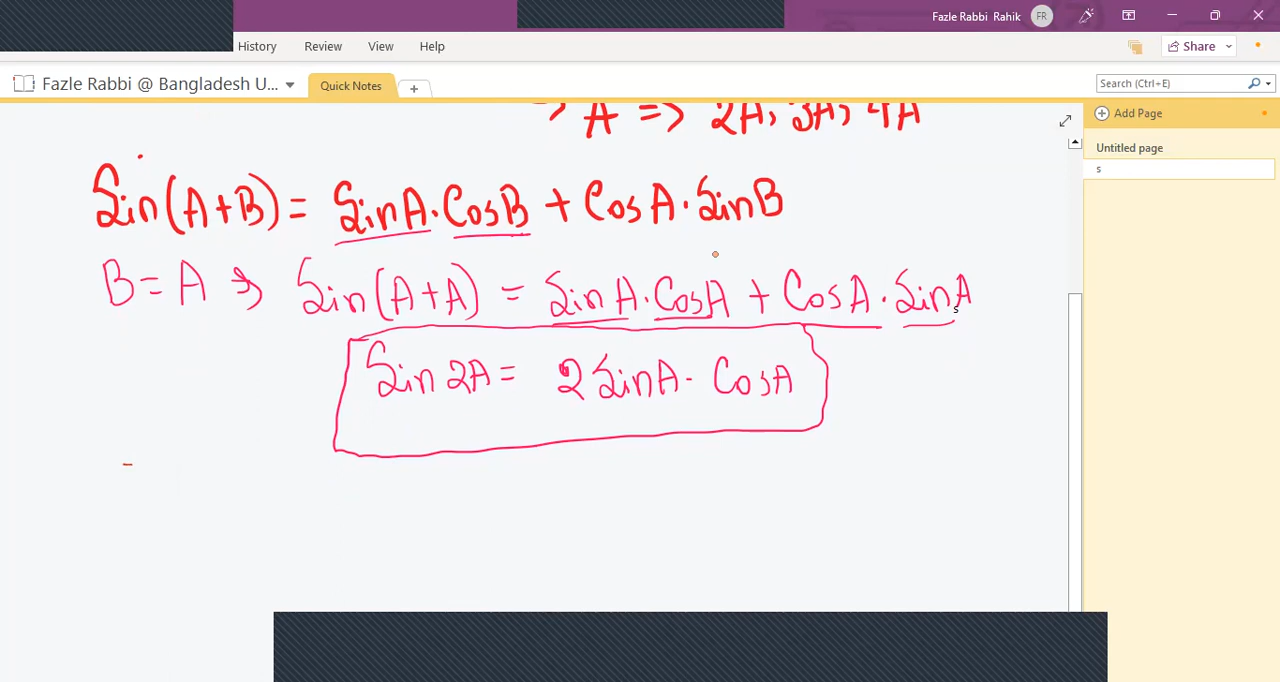 Fazle Rabbi Rahik FR
History Review View Help Share
Fazle Rabbi @ Bangladesh U... Quick Notes Search (Ctrl+E)
Add Page
Untitled page
s
→ A => 2A, 3A, 4A
Sin(A+B)= SinA·CosB + CosA·SinB
B=A → Sin(A+A) = SinA·CosA + CosA·SinA
s
Sin2A= 2SinA·CosA